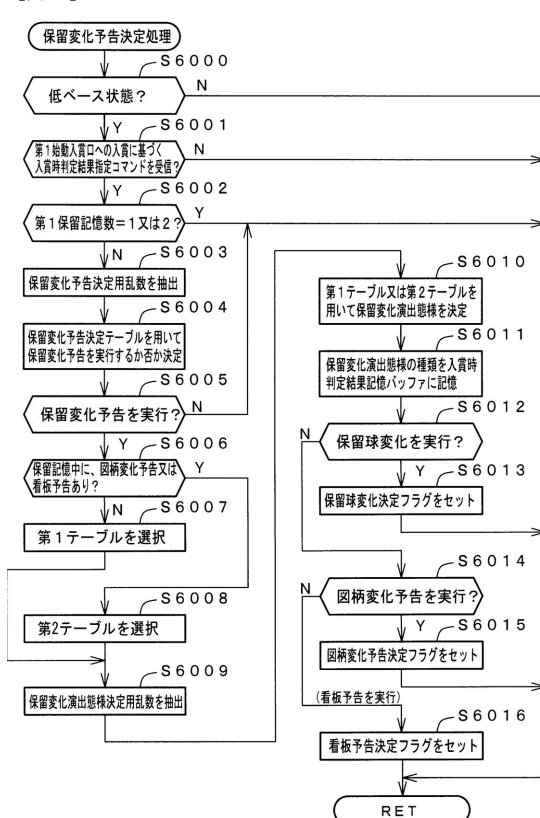 保留変化予告決定処理
S6000
低ベース状態?
N
Y
S6001
第1始動入賞口への入賞に基づく
入賞時判定結果指定コマンドを受信?
N
Y
S6002
第1保留記憶数=1又は2?
Y
N
S6003
保留変化予告決定用乱数を抽出
S6004
保留変化予告決定テーブルを用いて
保留変化予告を実行するか否か決定
S6005
保留変化予告を実行?
N
Y
S6006
保留記憶中に、図柄変化予告又は
看板予告あり?
Y
N
S6007
第1テーブルを選択
S6008
第2テーブルを選択
S6009
保留変化演出態様決定用乱数を抽出
S6010
第1テーブル又は第2テーブルを
用いて保留変化演出態様を決定
S6011
保留変化演出態様の種類を入賞時
判定結果記憶バッファに記憶
S6012
N
保留球変化を実行?
Y
S6013
保留球変化決定フラグをセット
S6014
N
図柄変化予告を実行?
Y
S6015
図柄変化予告決定フラグをセット
(看板予告を実行)
S6016
看板予告決定フラグをセット
RET